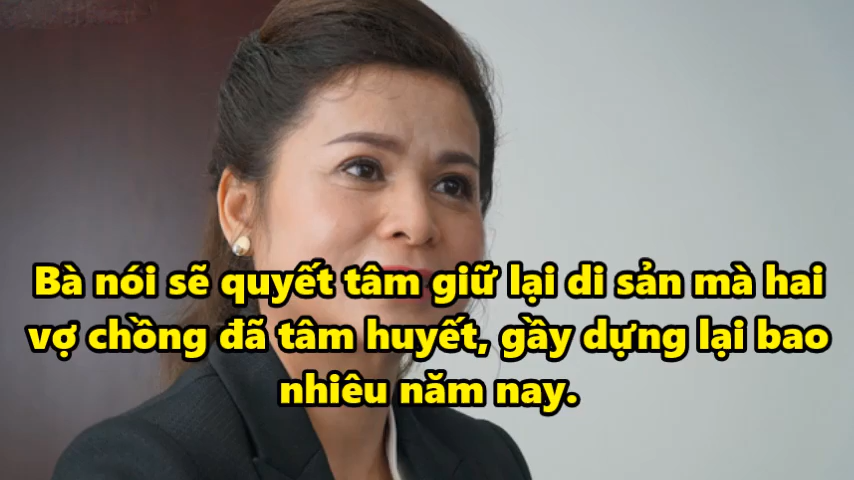 Bà nói sẽ quyết tâm giữ lại di sản mà hai
vợ chồng đã tâm huyết, gầy dựng lại bao
nhiêu năm nay.